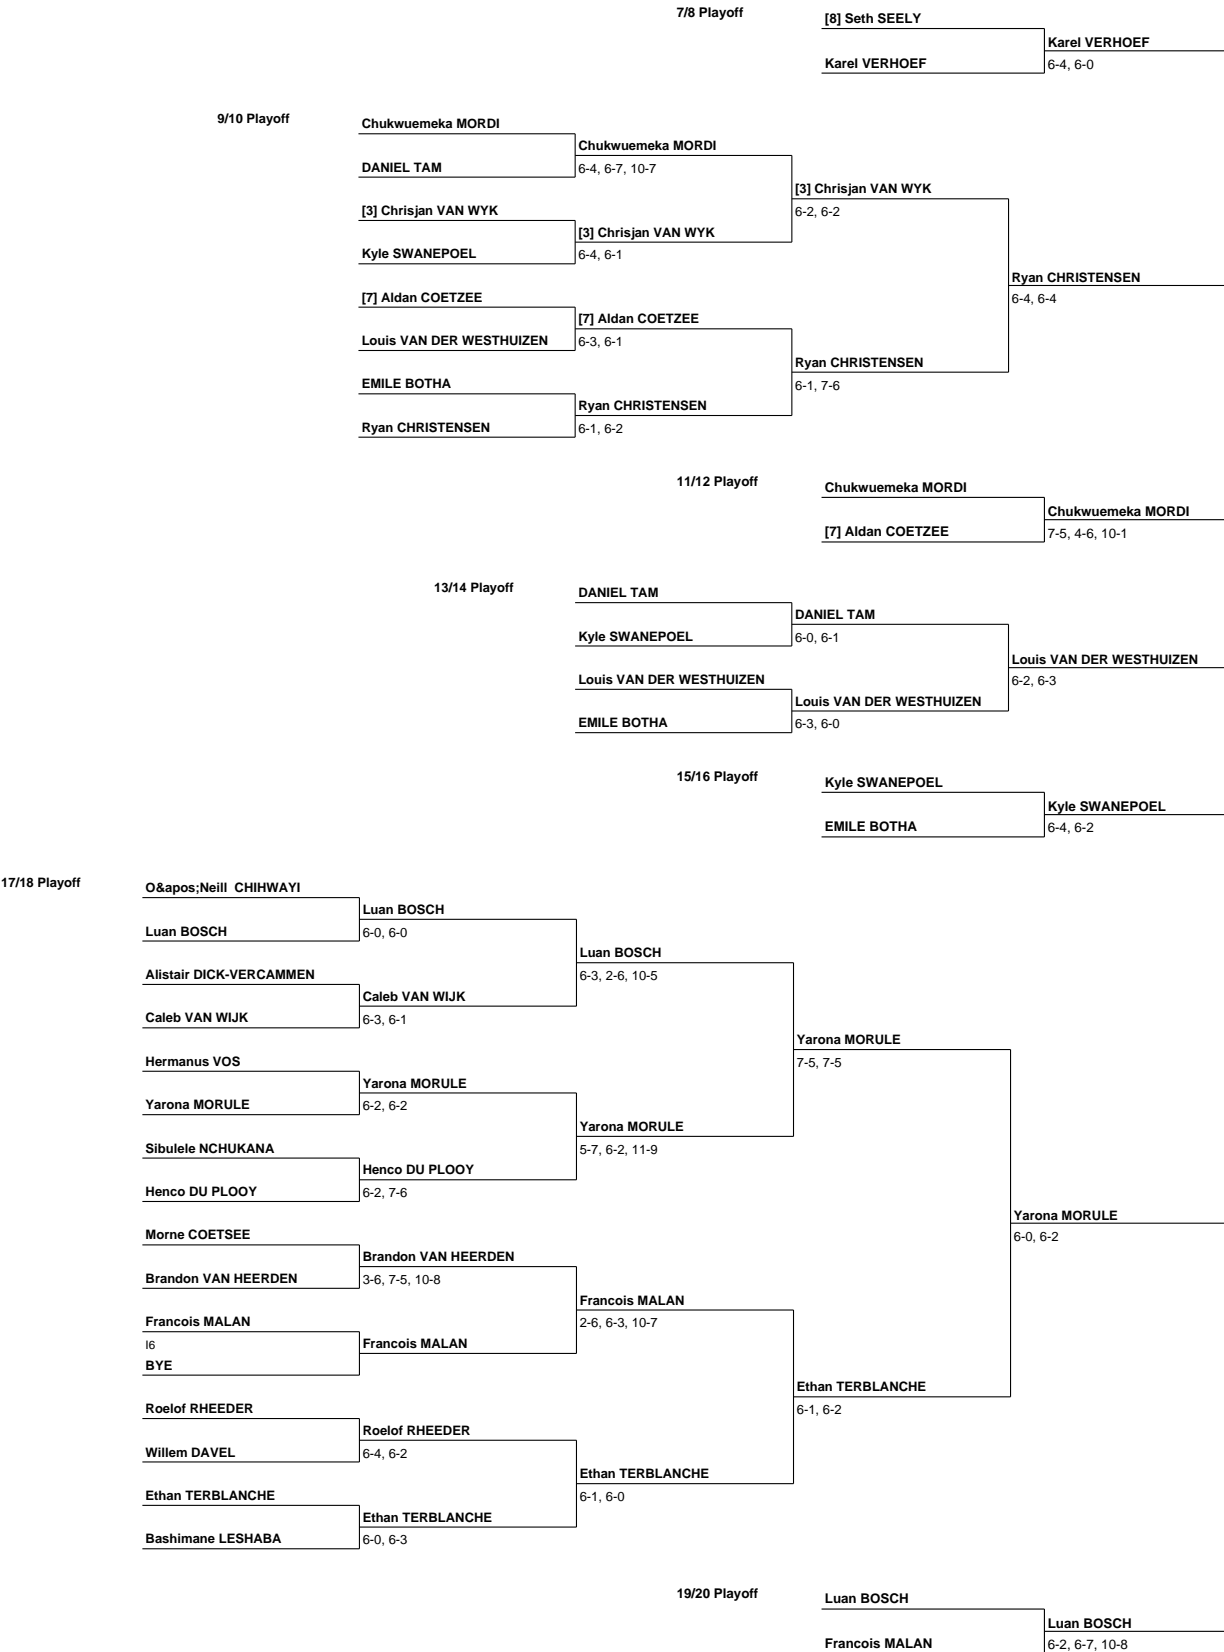 7/8 Playoff
[8] Seth SEELY
Karel VERHOEF
Karel VERHOEF
6-4, 6-0
9/10 Playoff
Chukwuemeka MORDI
Chukwuemeka MORDI
DANIEL TAM
6-4, 6-7, 10-7
[3] Chrisjan VAN WYK
[3] Chrisjan VAN WYK
6-2, 6-2
[3] Chrisjan VAN WYK
Kyle SWANEPOEL
6-4, 6-1
Ryan CHRISTENSEN
[7] Aldan COETZEE
6-4, 6-4
[7] Aldan COETZEE
Louis VAN DER WESTHUIZEN
6-3, 6-1
Ryan CHRISTENSEN
EMILE BOTHA
6-1, 7-6
Ryan CHRISTENSEN
Ryan CHRISTENSEN
6-1, 6-2
11/12 Playoff
Chukwuemeka MORDI
Chukwuemeka MORDI
[7] Aldan COETZEE
7-5, 4-6, 10-1
13/14 Playoff
DANIEL TAM
DANIEL TAM
Kyle SWANEPOEL
6-0, 6-1
Louis VAN DER WESTHUIZEN
Louis VAN DER WESTHUIZEN
6-2, 6-3
Louis VAN DER WESTHUIZEN
EMILE BOTHA
6-3, 6-0
15/16 Playoff
Kyle SWANEPOEL
Kyle SWANEPOEL
EMILE BOTHA
6-4, 6-2
17/18 Playoff
O&apos;Neill  CHIHWAYI
Luan BOSCH
Luan BOSCH
6-0, 6-0
Luan BOSCH
Alistair DICK-VERCAMMEN
6-3, 2-6, 10-5
Caleb VAN WIJK
Caleb VAN WIJK
6-3, 6-1
Yarona MORULE
Hermanus VOS
7-5, 7-5
Yarona MORULE
Yarona MORULE
6-2, 6-2
Yarona MORULE
Sibulele NCHUKANA
5-7, 6-2, 11-9
Henco DU PLOOY
Henco DU PLOOY
6-2, 7-6
Yarona MORULE
Morne COETSEE
6-0, 6-2
Brandon VAN HEERDEN
Brandon VAN HEERDEN
3-6, 7-5, 10-8
Francois MALAN
Francois MALAN
2-6, 6-3, 10-7
I6
Francois MALAN
BYE
Ethan TERBLANCHE
Roelof RHEEDER
6-1, 6-2
Roelof RHEEDER
Willem DAVEL
6-4, 6-2
Ethan TERBLANCHE
Ethan TERBLANCHE
6-1, 6-0
Ethan TERBLANCHE
Bashimane LESHABA
6-0, 6-3
19/20 Playoff
Luan BOSCH
Luan BOSCH
Francois MALAN
6-2, 6-7, 10-8